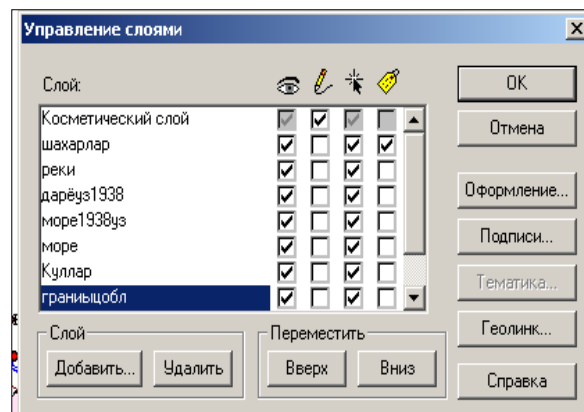 Управление слоями
Слой:
Косметический слой
шахарлар
реки
дарёуз1938
море1938уз
море
Куллар
граниыцобл
Слой
Добавить...
Удалить
Переместить
Вверх
Вниз
OK
Отмена
Оформление...
Подписи...
Тематика...
Геолинк...
Справка